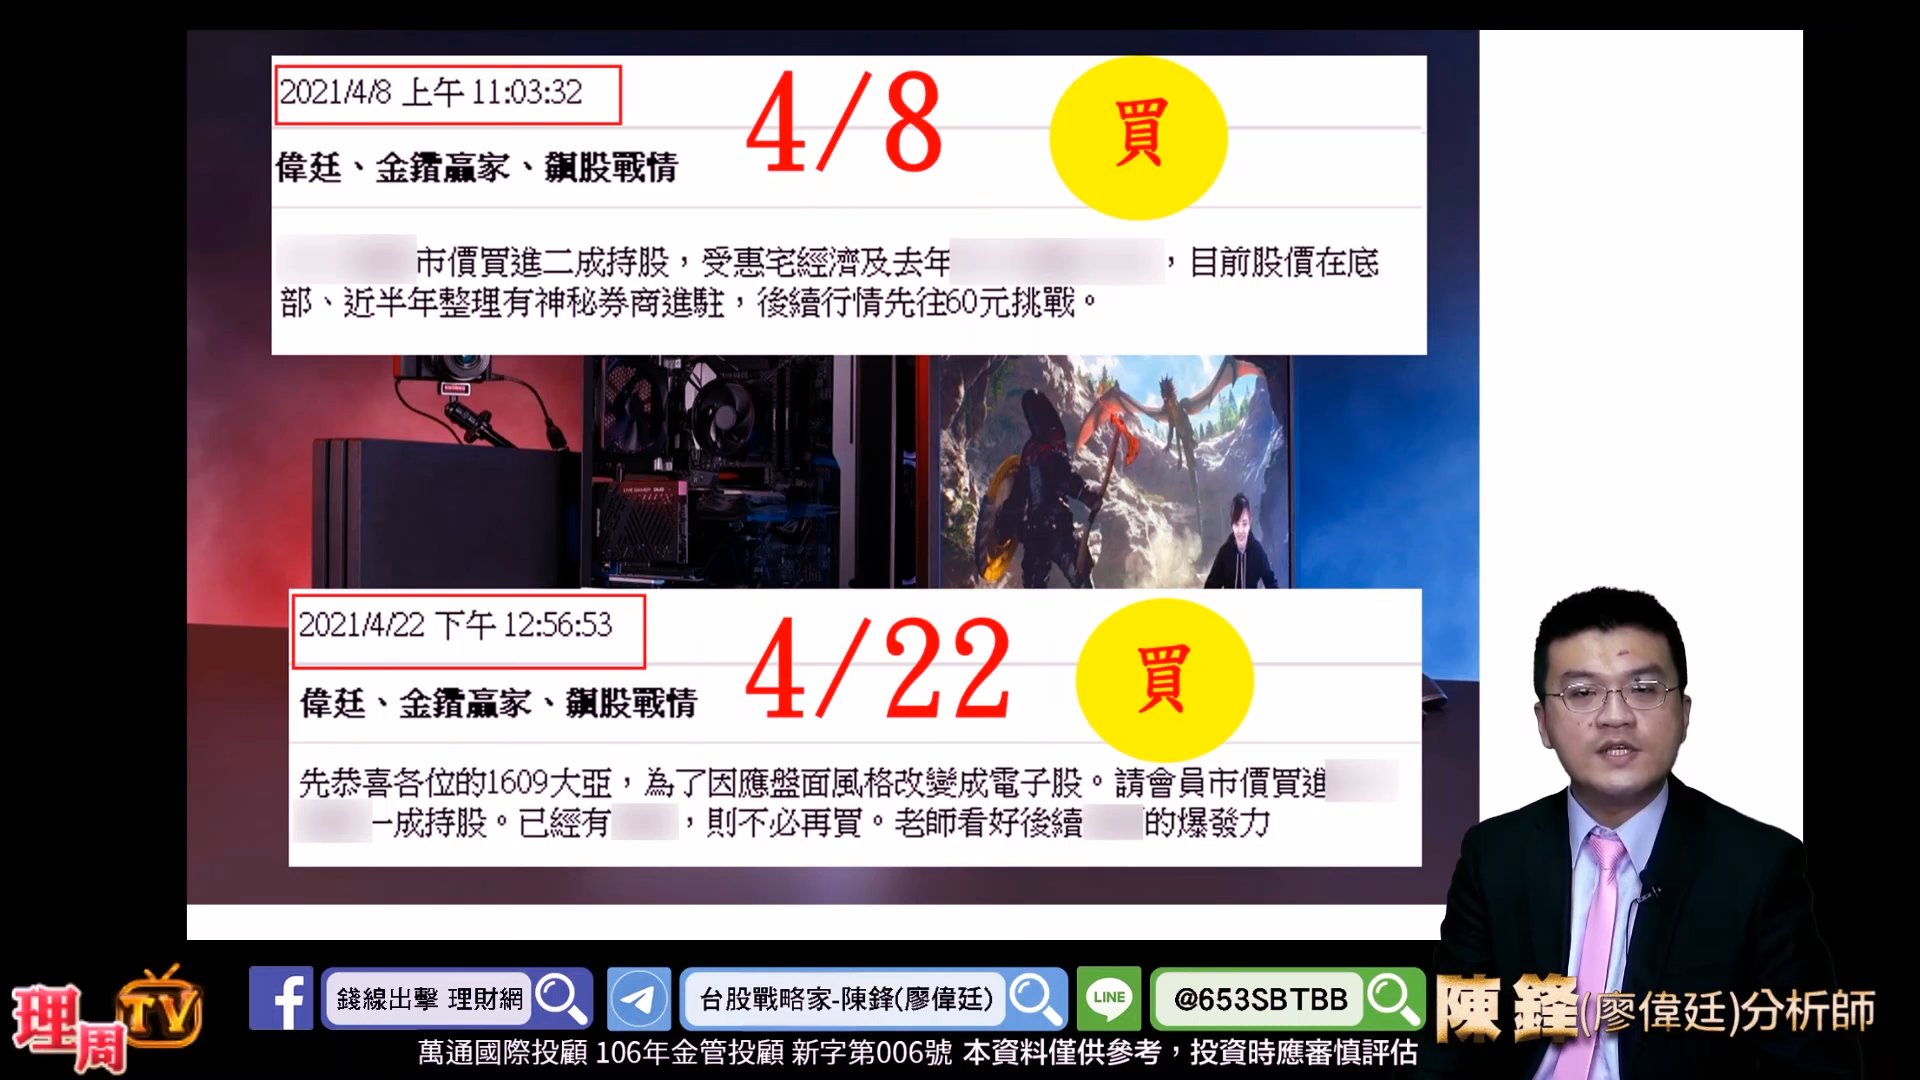 2021/4/8 上午 11:03:32
4/8
買
偉廷、金鑽贏家、飆股戰情
市價買進二成持股，受惠宅經濟及去年，目前股價在底
部、近半年整理有神秘券商進駐，後續行情先往60元挑戰。
2021/4/22 下午 12:56:53
4/22
買
偉廷、金鑽贏家、飆股戰情
先恭喜各位的1609大亞，為了因應盤面風格改變成電子股。請會員市價買進
一成持股。已經有，則不必再買。老師看好後續的爆發力
理周TV
錢線出擊 理財網
台股戰略家-陳鋒(廖偉廷)
LINE
@653SBTBB
陳鋒(廖偉廷)分析師
萬通國際投顧 106年金管投顧 新字第006號 本資料僅供參考，投資時應審慎評估